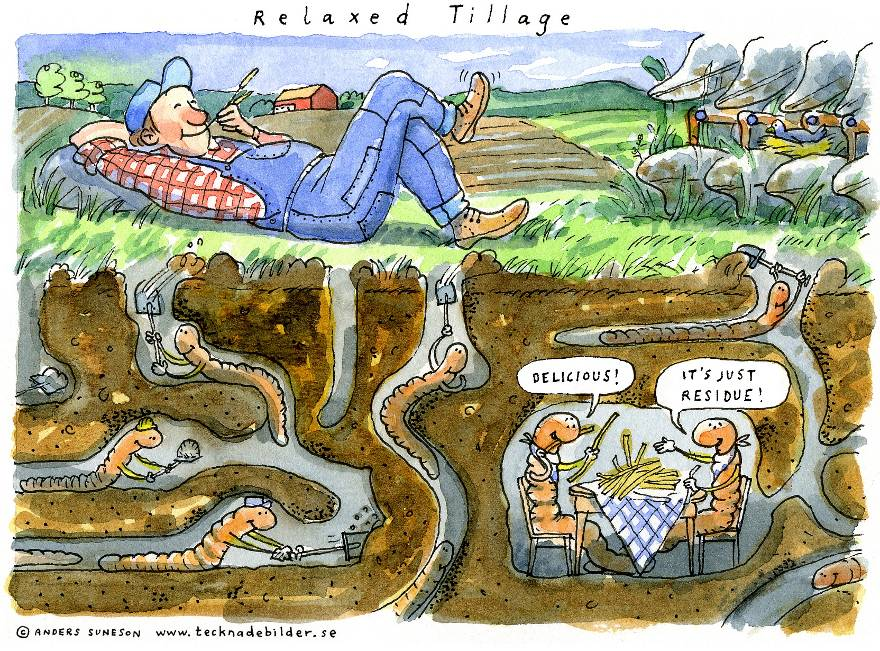 Relaxed Tillage
DELICIOUS!
IT'S JUST
RESIDUE!
© ANDERS SUNESON www.tecknadebilder.se